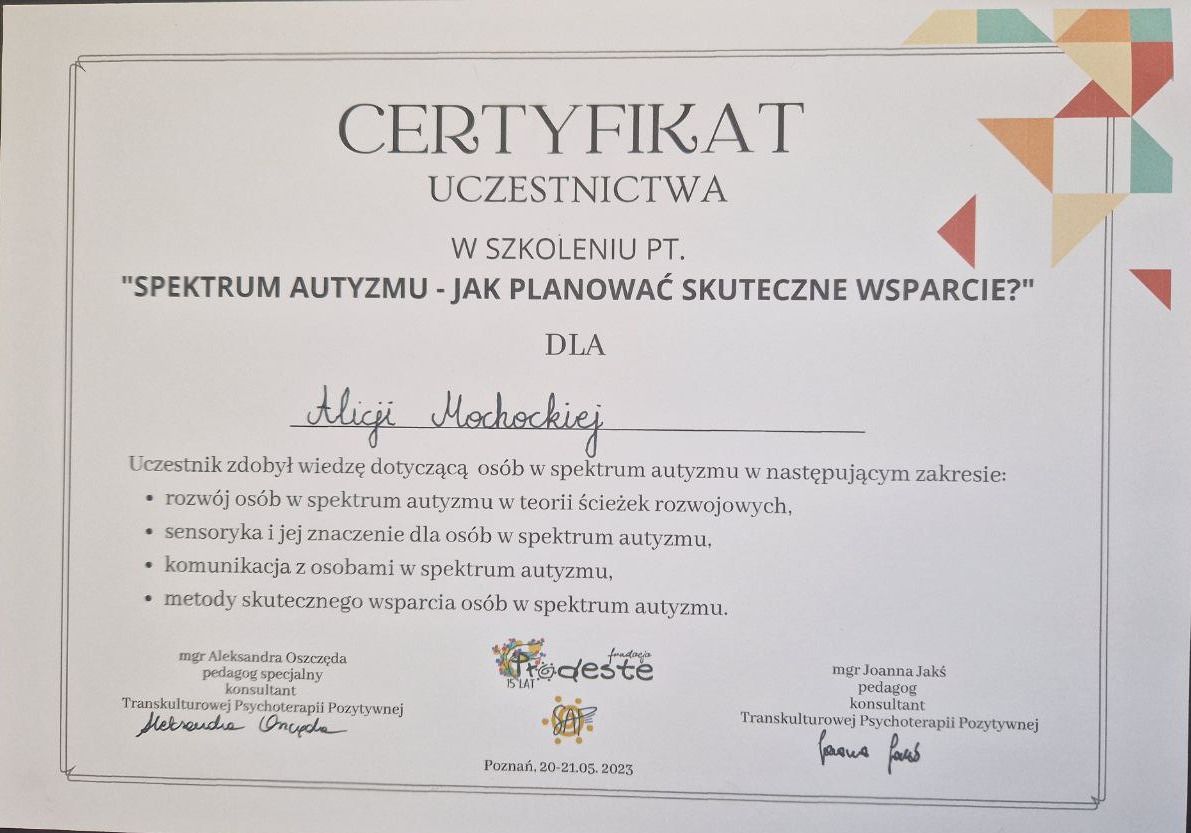 CERTYFIKAT
UCZESTNICTWA
W SZKOLENIU PT.
"SPEKTRUM AUTYZMU - JAK PLANOWAĆ SKUTECZNE WSPARCIE?"
DLA
Alicji Mochockiej
Uczestnik zdobył wiedzę dotyczącą osób w spektrum autyzmu w następującym zakresie:
• rozwój osób w spektrum autyzmu w teorii ścieżek rozwojowych,
• sensoryka i jej znaczenie dla osób w spektrum autyzmu,
• komunikacja z osobami w spektrum autyzmu,
• metody skutecznego wsparcia osób w spektrum autyzmu.
mgr Aleksandra Oszczęda
pedagog specjalny
konsultant
Transkulturowej Psychoterapii Pozytywnej
Aleksandra Oszczęda
fundacja
Prodeste
15 LAT
SAF
Poznań, 20-21.05. 2023
mgr Joanna Jakś
pedagog
konsultant
Transkulturowej Psychoterapii Pozytywnej
Joanna Jakś